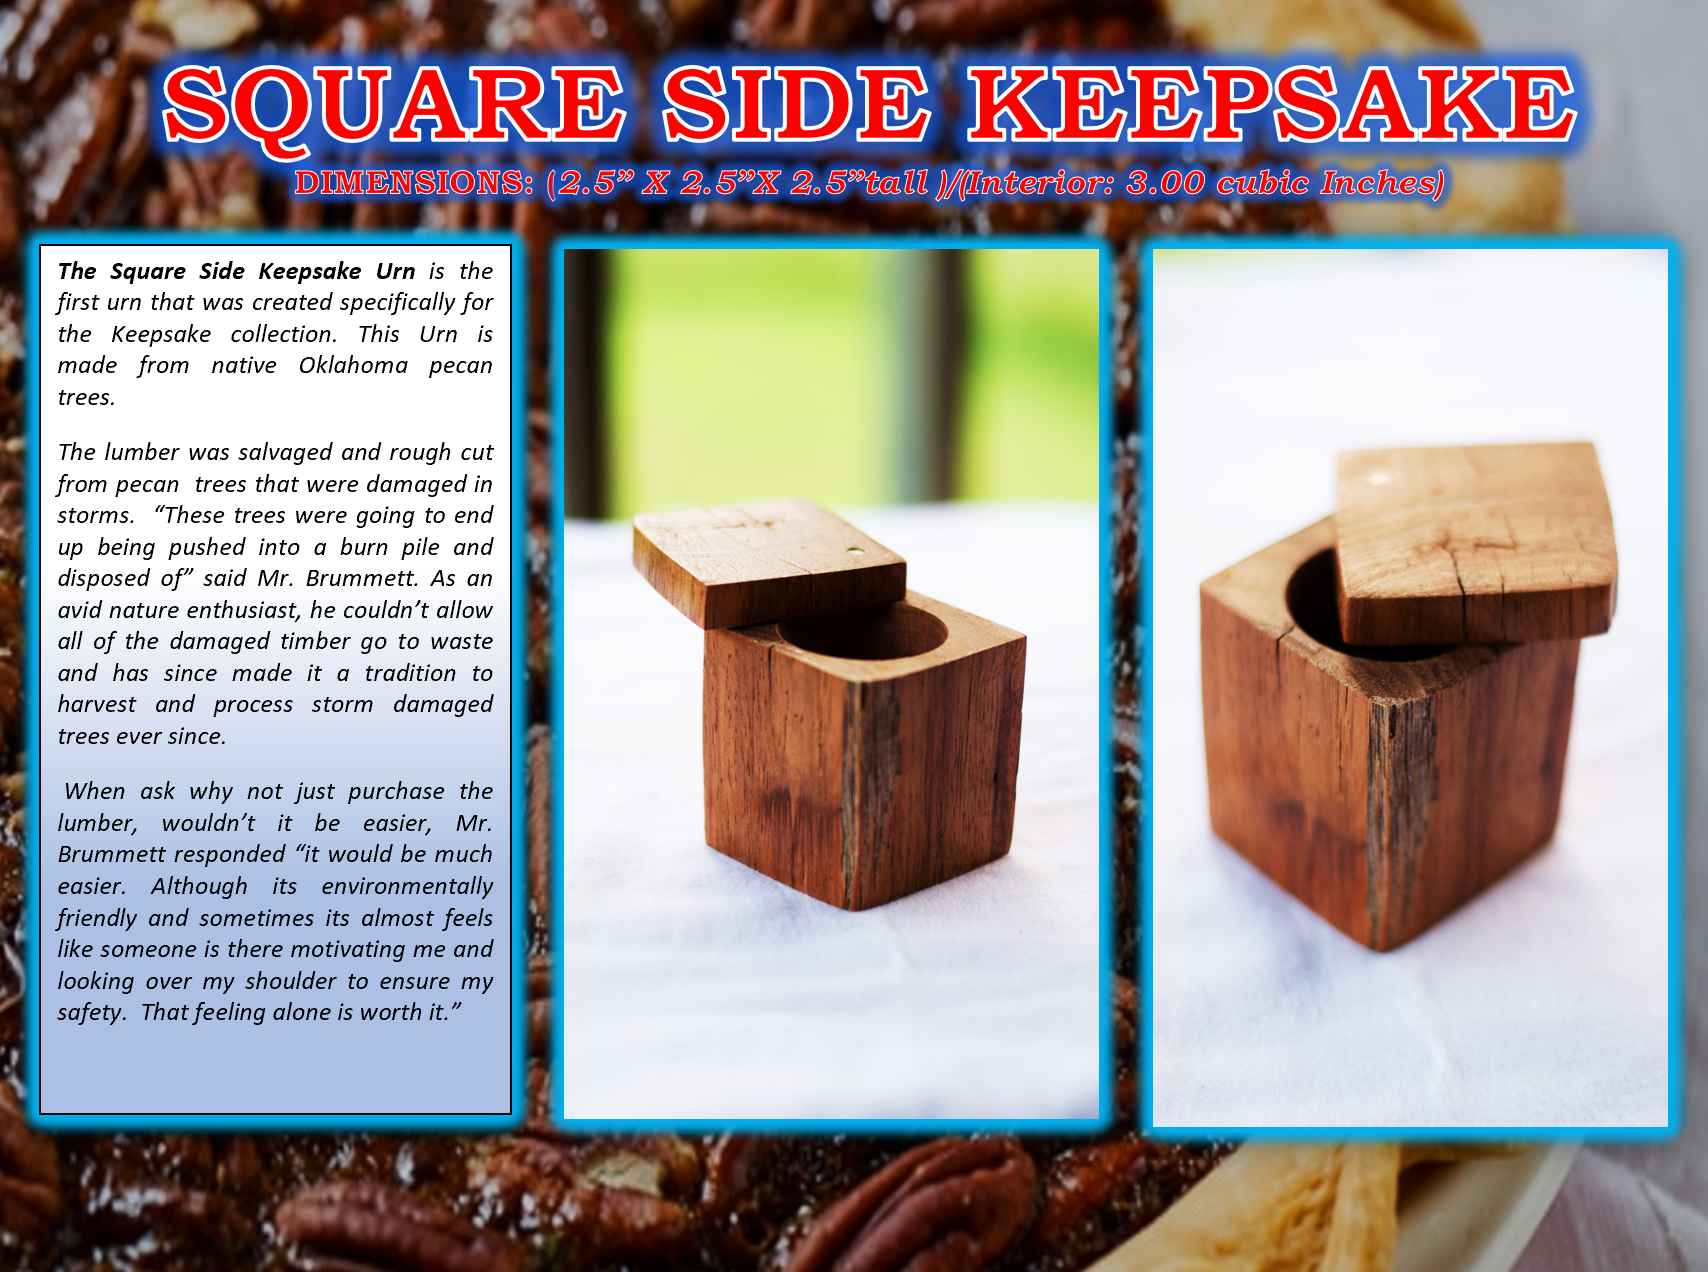 SQUARE SIDE KEEPSAKE
DIMENSIONS: (2.5” X 2.5”X 2.5”tall )/(Interior: 3.00 cubic Inches)
The Square Side Keepsake Urn is the
first urn that was created specifically for
the Keepsake collection. This Urn is
made from native Oklahoma pecan
trees.
The lumber was salvaged and rough cut
from pecan  trees that were damaged in
storms.  “These trees were going to end
up being pushed into a burn pile and
disposed of” said Mr. Brummett. As an
avid nature enthusiast, he couldn’t allow
all of the damaged timber go to waste
and has since made it a tradition to
harvest and process storm damaged
trees ever since.
When ask why not just purchase the
lumber, wouldn’t it be easier, Mr.
Brummett responded “it would be much
easier. Although its environmentally
friendly and sometimes its almost feels
like someone is there motivating me and
looking over my shoulder to ensure my
safety.  That feeling alone is worth it.”